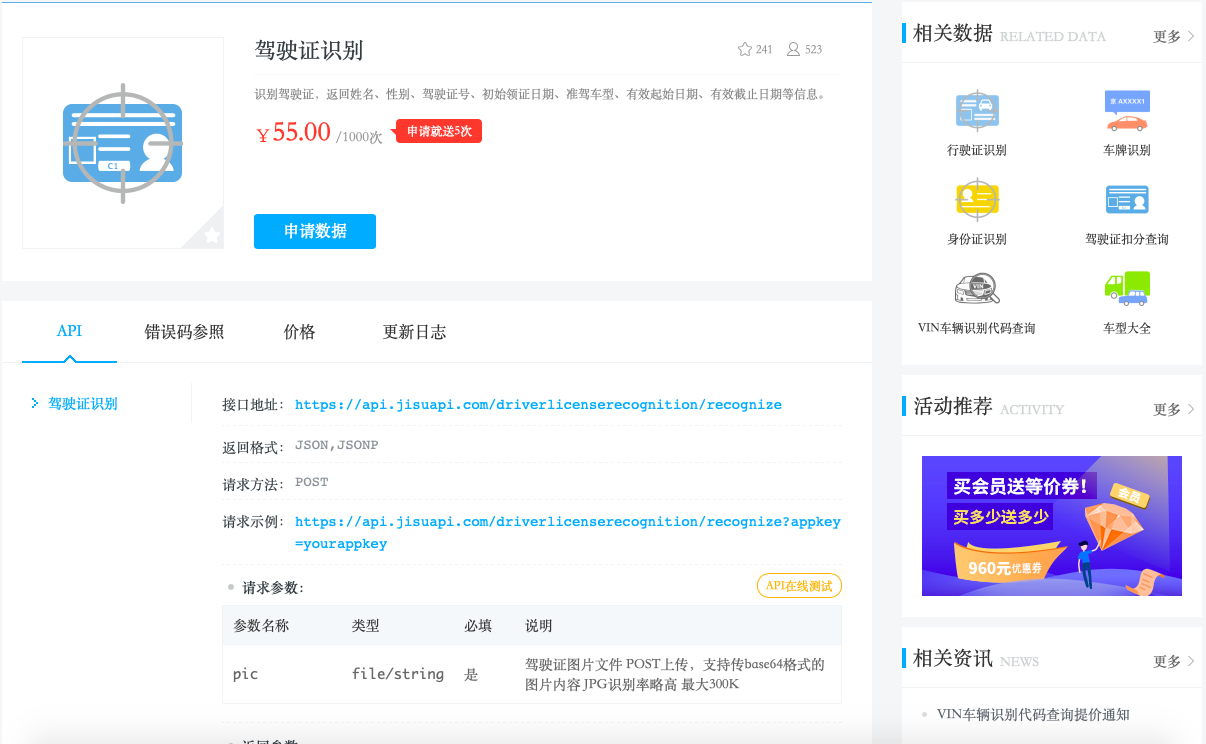 驾驶证识别
241 523
识别驾驶证，返回姓名、性别、驾驶证号、初始领证日期、准驾车型、有效起始日期、有效截止日期等信息。
¥55.00 /1000次 申请就送5次
C1
申请数据
API 错误码参照 价格 更新日志
驾驶证识别
接口地址： https://api.jisuapi.com/driverlicenserecognition/recognize
返回格式： JSON,JSONP
请求方法： POST
请求示例： https://api.jisuapi.com/driverlicenserecognition/recognize?appkey
=yourappkey
请求参数： API在线测试
参数名称 类型 必填 说明
pic file/string 是 驾驶证图片文件 POST上传，支持传base64格式的
图片内容 JPG识别率略高 最大300K
返回参数
相关数据 RELATED DATA 更多
京 AXXXX1
行驶证识别 车牌识别
身份证识别 驾驶证扣分查询
VIN
VIN车辆识别代码查询 车型大全
活动推荐 ACTIVITY 更多
买会员送等价券！
会员
买多少送多少
960元优惠券
相关资讯 NEWS 更多
VIN车辆识别代码查询提价通知